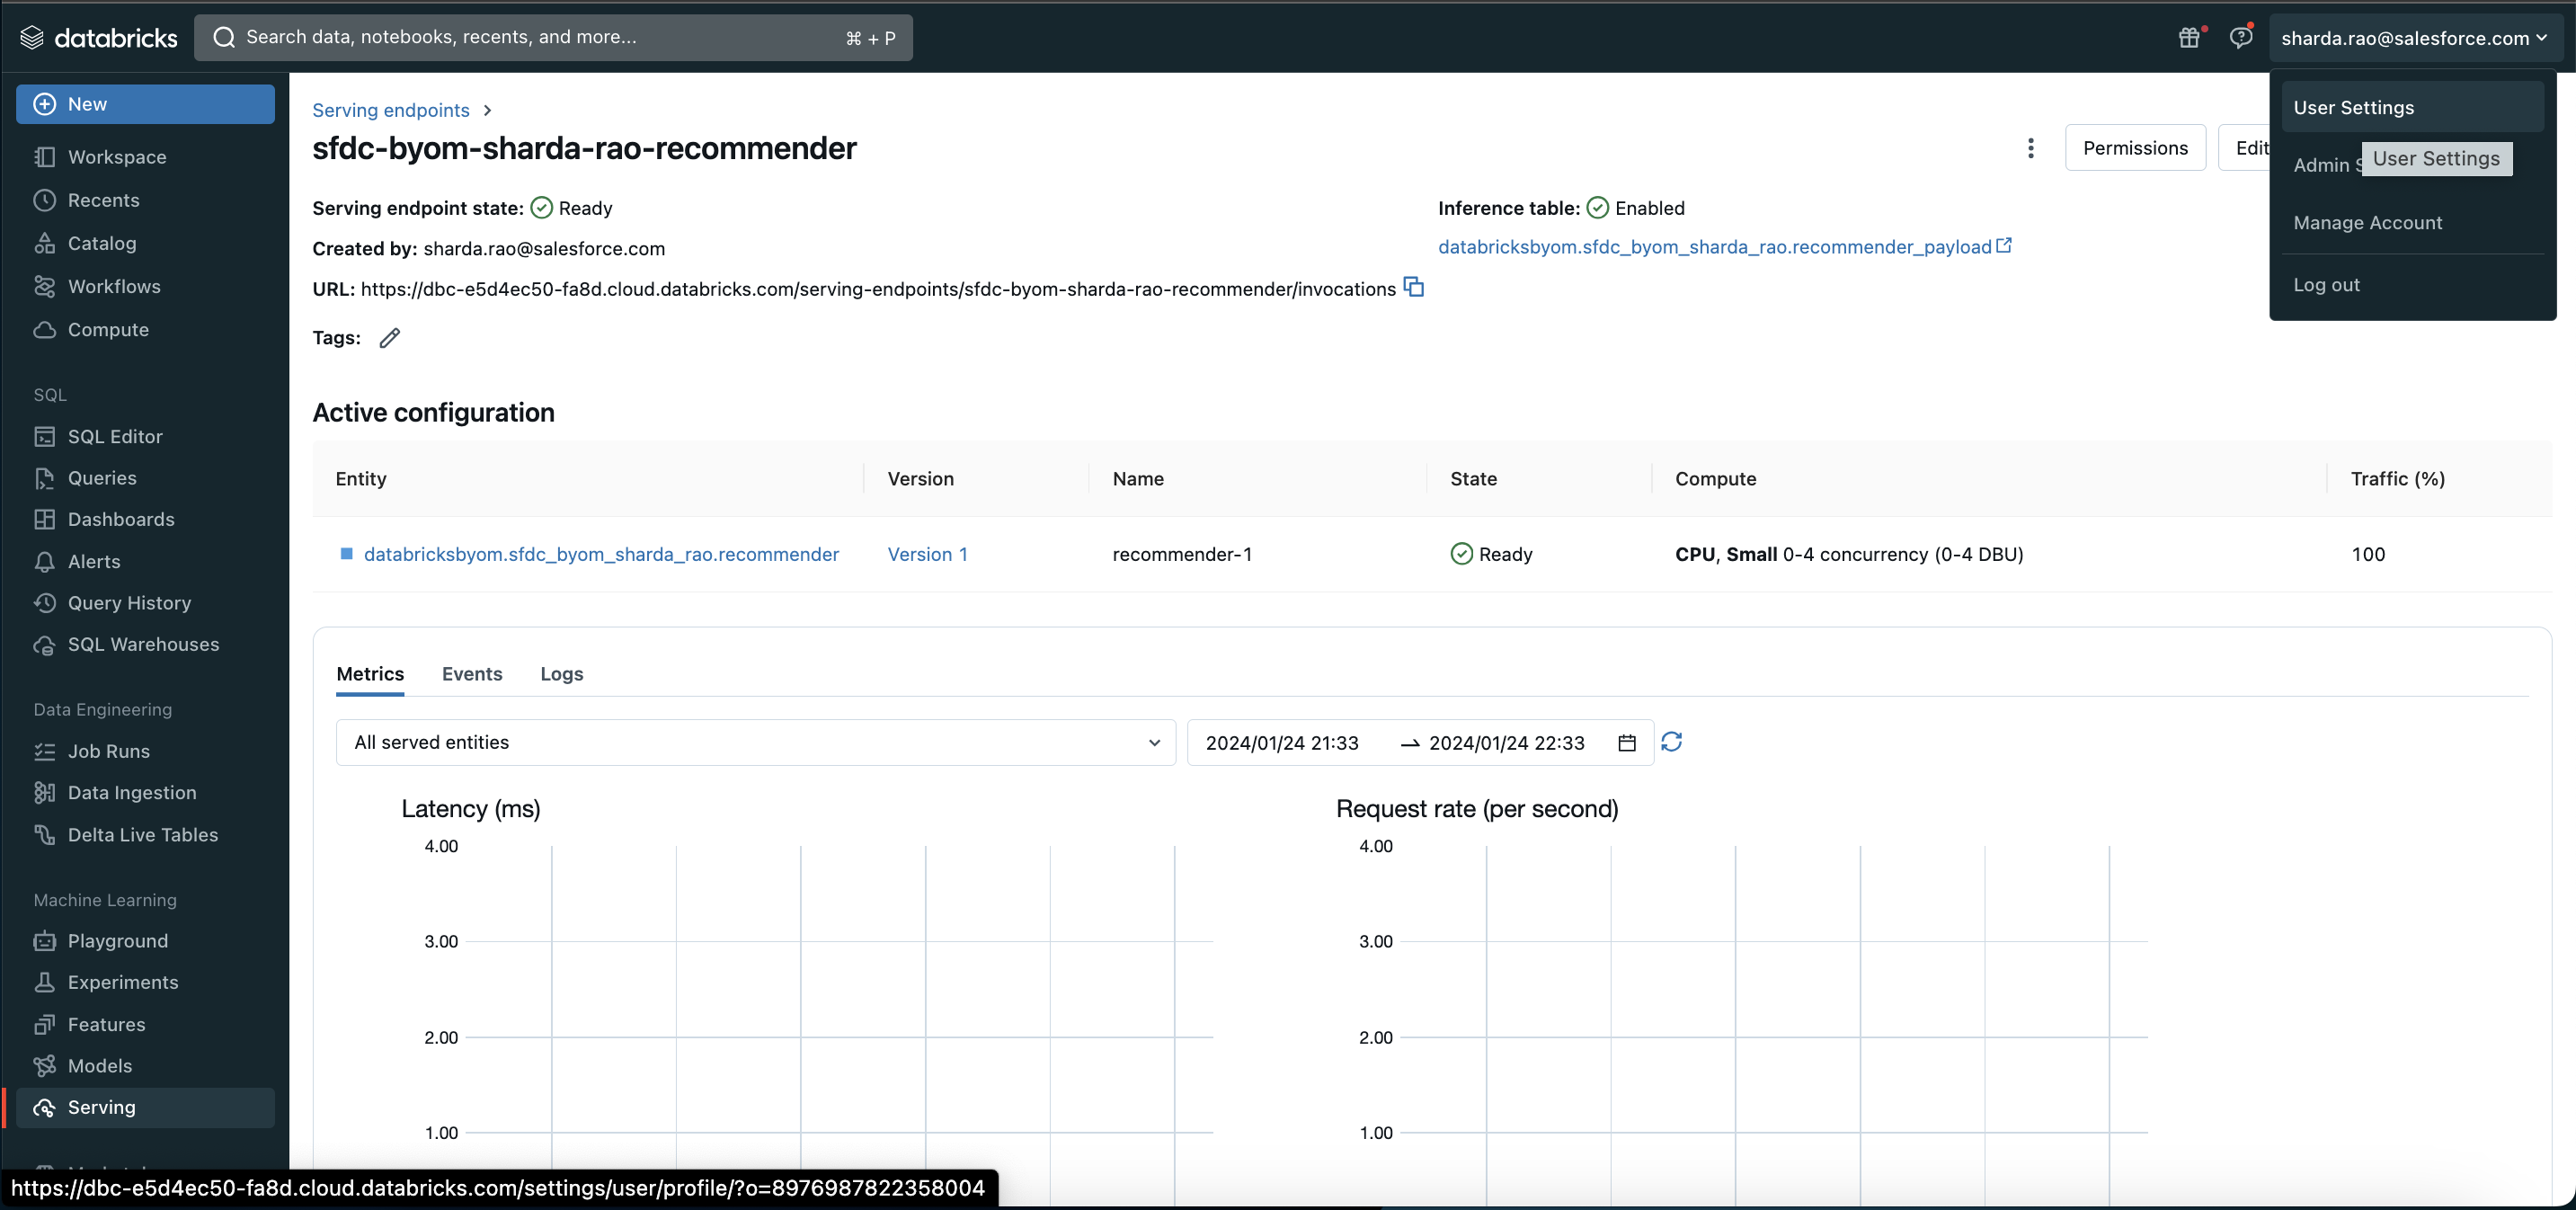 databricks
Search data, notebooks, recents, and more...
⌘ + P
sharda.rao@salesforce.com
New
Workspace
Recents
Catalog
Workflows
Compute
SQL
SQL Editor
Queries
Dashboards
Alerts
Query History
SQL Warehouses
Data Engineering
Job Runs
Data Ingestion
Delta Live Tables
Machine Learning
Playground
Experiments
Features
Models
Serving
Serving endpoints >
sfdc-byom-sharda-rao-recommender
Permissions
Edit
User Settings
Admin S
User Settings
Manage Account
Log out
Serving endpoint state: Ready
Created by: sharda.rao@salesforce.com
URL: https://dbc-e5d4ec50-fa8d.cloud.databricks.com/serving-endpoints/sfdc-byom-sharda-rao-recommender/invocations
Tags:
Inference table: Enabled
databricksbyom.sfdc_byom_sharda_rao.recommender_payload
Active configuration
Entity Version Name State Compute Traffic (%)
databricksbyom.sfdc_byom_sharda_rao.recommender Version 1 recommender-1 Ready CPU, Small 0-4 concurrency (0-4 DBU) 100
Metrics Events Logs
All served entities
2024/01/24 21:33 → 2024/01/24 22:33
Latency (ms)
4.00
3.00
2.00
1.00
Request rate (per second)
4.00
3.00
2.00
1.00
https://dbc-e5d4ec50-fa8d.cloud.databricks.com/settings/user/profile/?o=8976987822358004